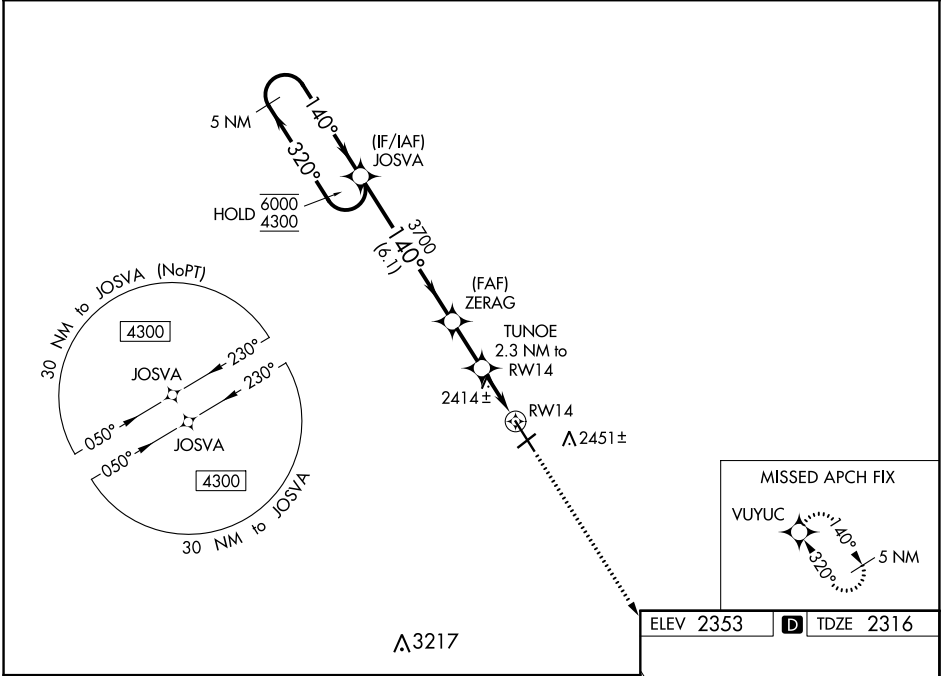 5 NM
140°
320°
(IF/IAF)
JOSVA
HOLD
6000
4300
3700
140°
(6.1)
(FAF)
ZERAG
TUNOE
2.3 NM to
RW14
2414±
RW14
2451±
30 NM to JOSVA (NoPT)
4300
JOSVA
230°
050°
230°
050°
JOSVA
4300
30 NM to JOSVA
MISSED APCH FIX
VUYUC
140°
320°
5 NM
3217
ELEV 2353 D TDZE 2316